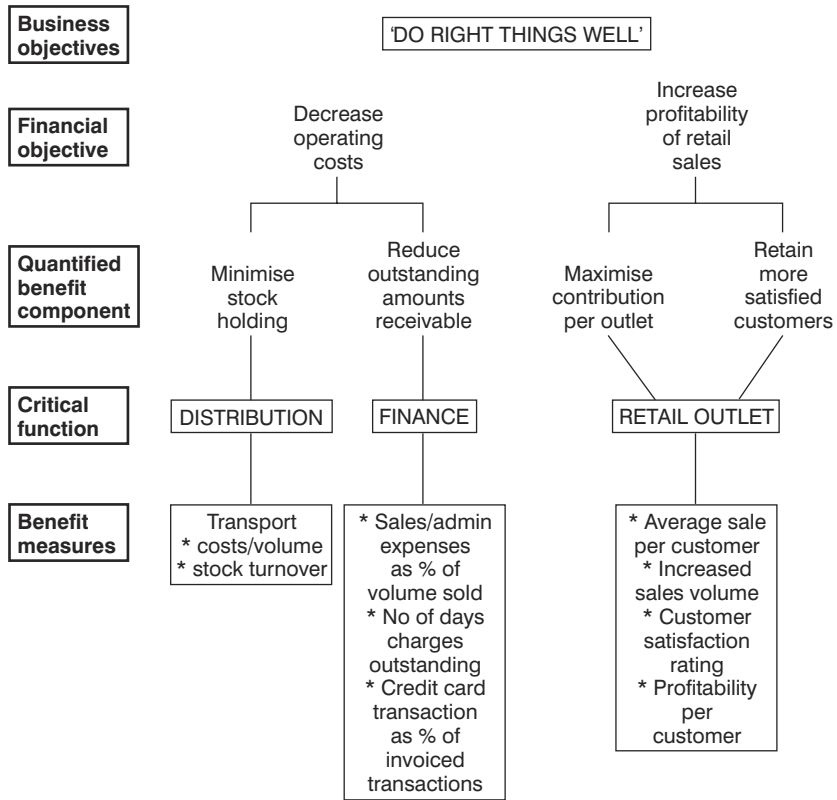 Business
objectives
'DO RIGHT THINGS WELL'
Financial
objective
Decrease
operating
costs
Increase
profitability
of retail
sales
Quantified
benefit
component
Minimise
stock
holding
Reduce
outstanding
amounts
receivable
Maximise
contribution
per outlet
Retain
more
satisfied
customers
Critical
function
DISTRIBUTION
FINANCE
RETAIL OUTLET
Benefit
measures
Transport
* costs/volume
* stock turnover
* Sales/admin
expenses
as % of
volume sold
* No of days
charges
outstanding
* Credit card
transaction
as % of
invoiced
transactions
* Average sale
per customer
* Increased
sales volume
* Customer
satisfaction
rating
* Profitability
per
customer